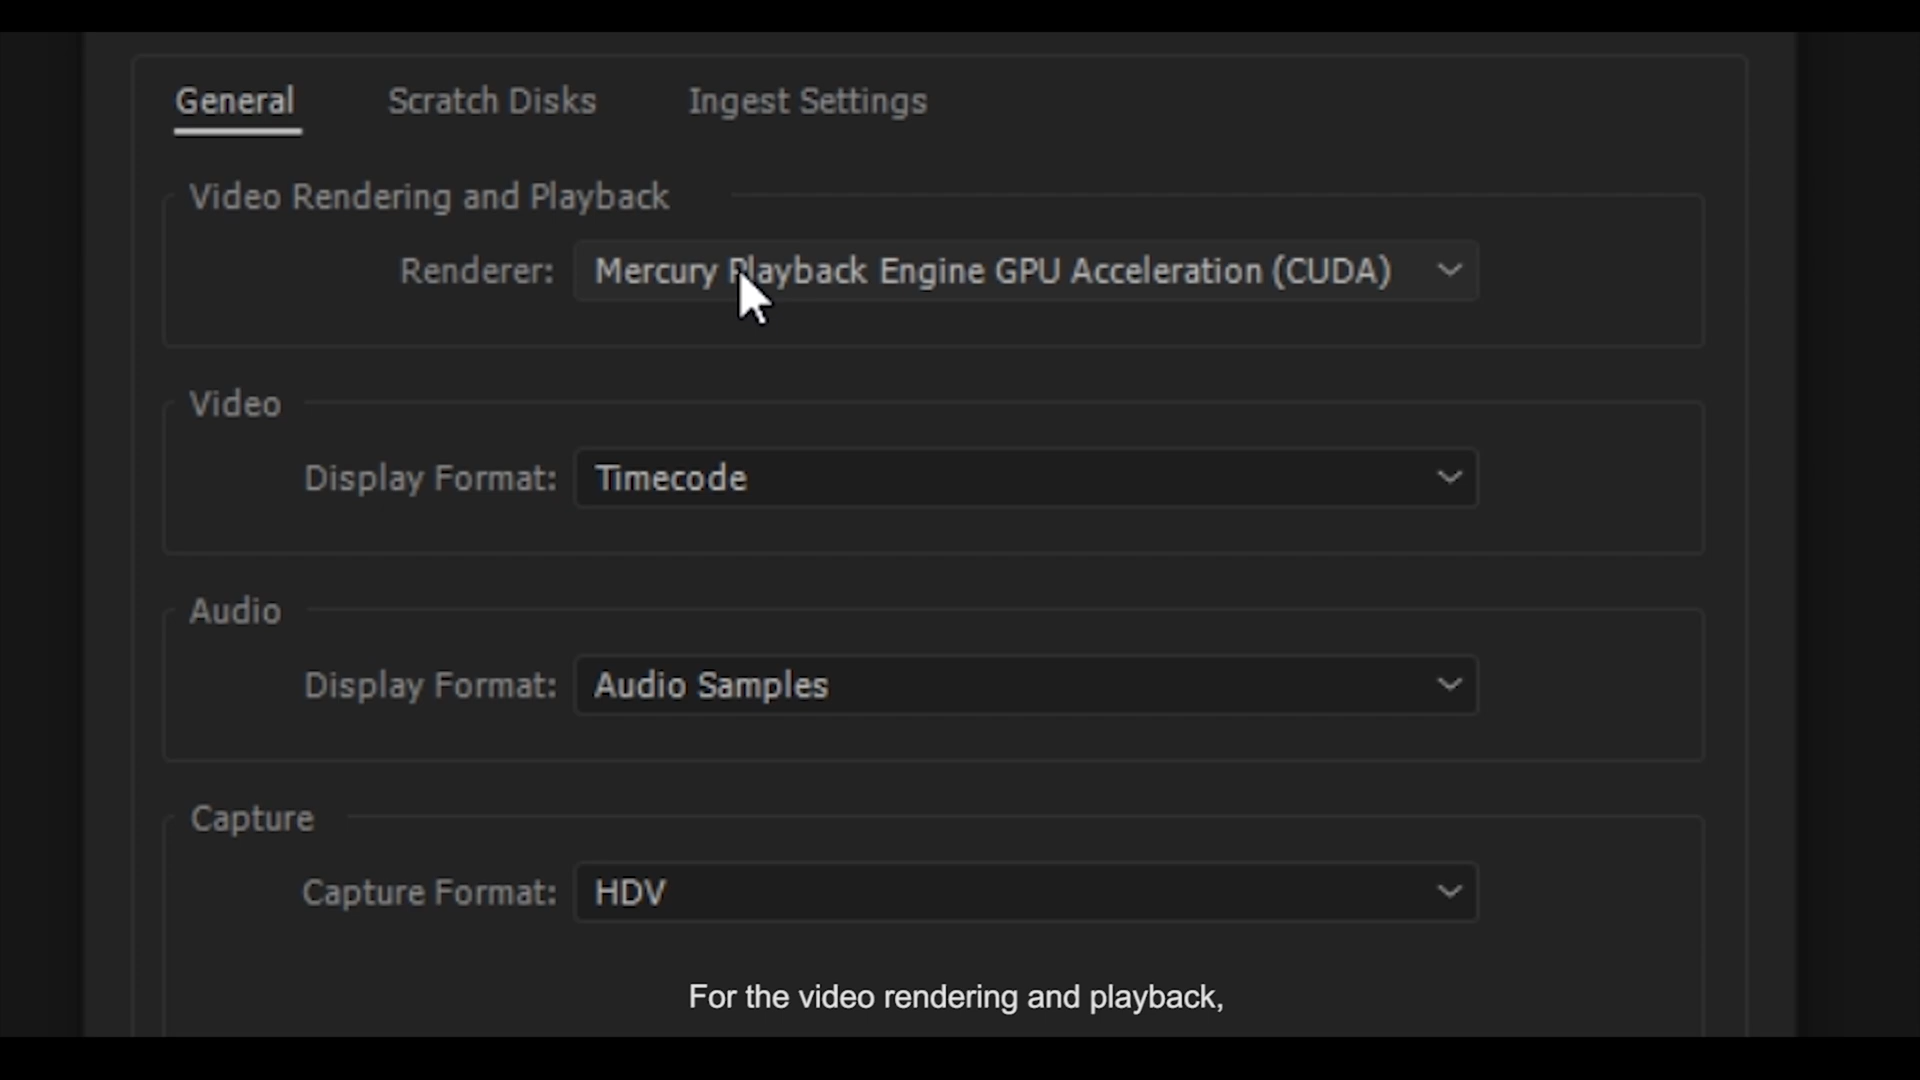 General Scratch Disks Ingest Settings
Video Rendering and Playback
Renderer: Mercury Playback Engine GPU Acceleration (CUDA)
Video
Display Format: Timecode
Audio
Display Format: Audio Samples
Capture
Capture Format: HDV
For the video rendering and playback,